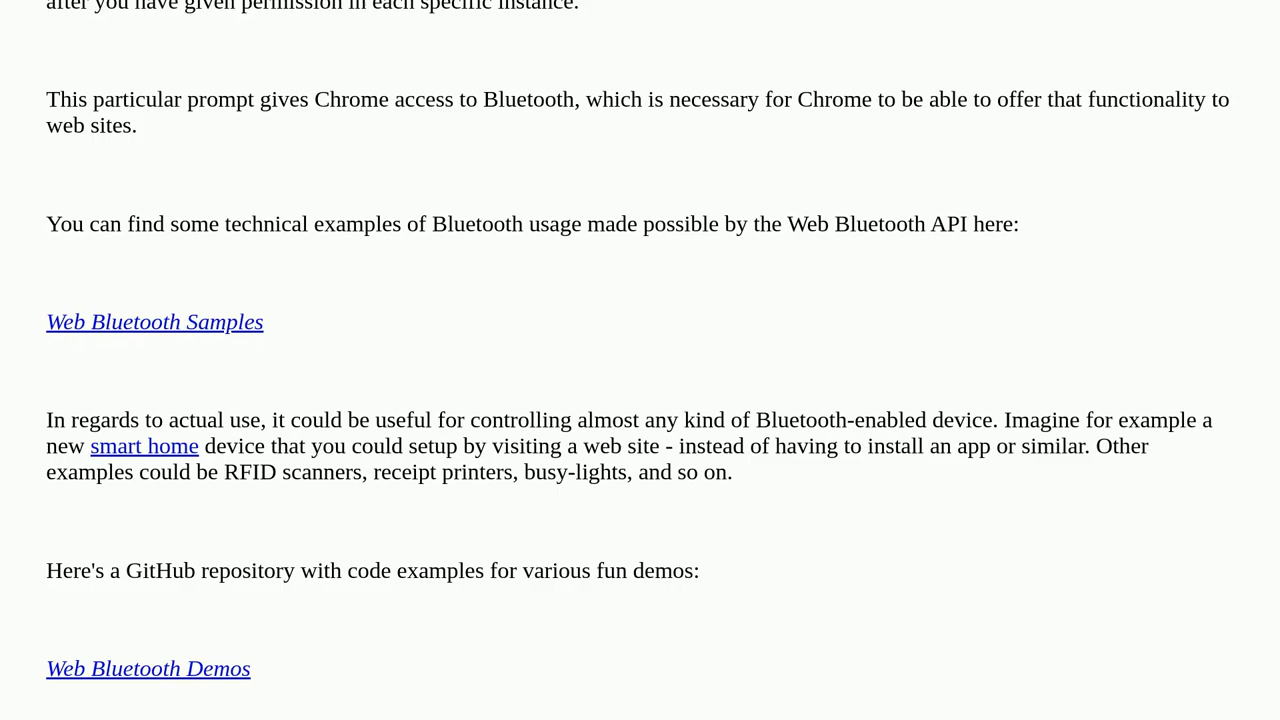 after you have given permission in each specific instance.
This particular prompt gives Chrome access to Bluetooth, which is necessary for Chrome to be able to offer that functionality to
web sites.
You can find some technical examples of Bluetooth usage made possible by the Web Bluetooth API here:
Web Bluetooth Samples
In regards to actual use, it could be useful for controlling almost any kind of Bluetooth-enabled device. Imagine for example a
new smart home device that you could setup by visiting a web site - instead of having to install an app or similar. Other
examples could be RFID scanners, receipt printers, busy-lights, and so on.
Here's a GitHub repository with code examples for various fun demos:
Web Bluetooth Demos